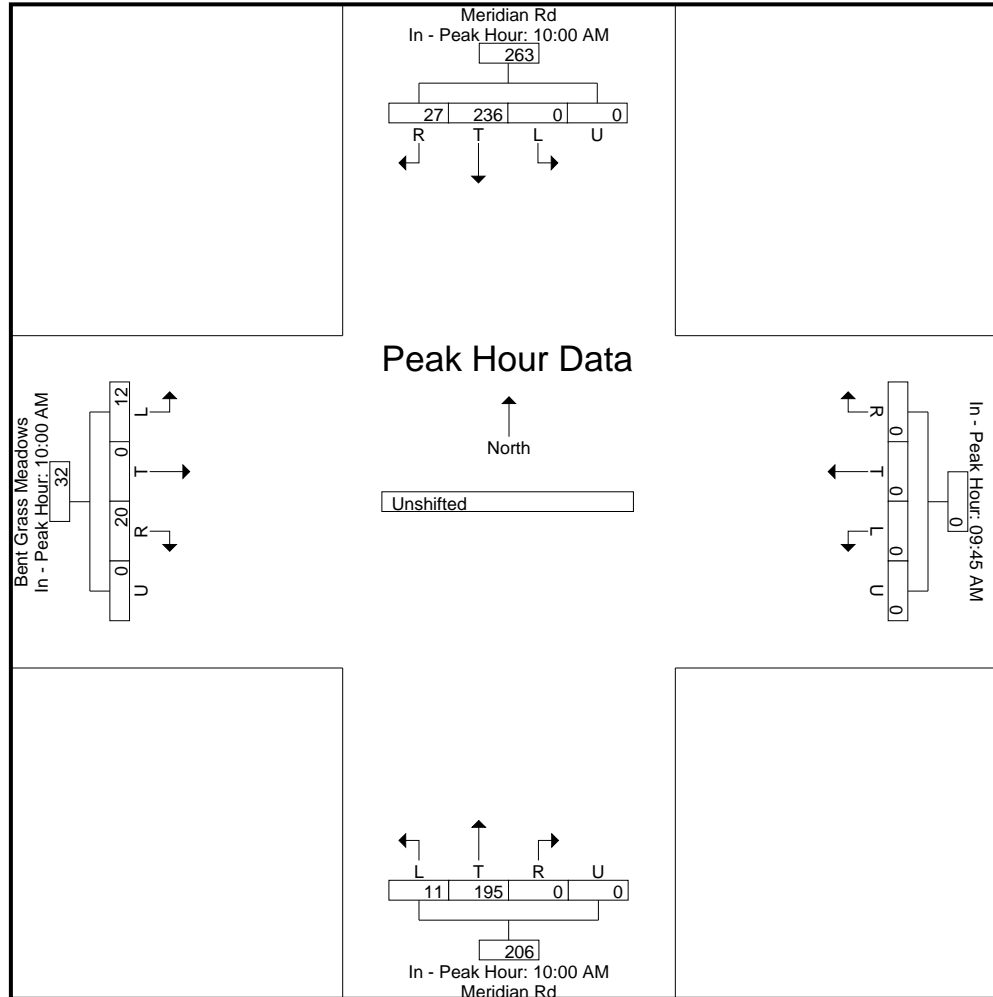 Meridian Rd
In - Peak Hour: 10:00 AM
263
27 236 0 0
R T L U
Peak Hour Data
North
Unshifted
Bent Grass Meadows
In - Peak Hour: 10:00 AM
32
12 0 20 0
L T R U
R T L U
0 0 0 0
0
In - Peak Hour: 09:45 AM
L T R U
11 195 0 0
206
In - Peak Hour: 10:00 AM
Meridian Rd